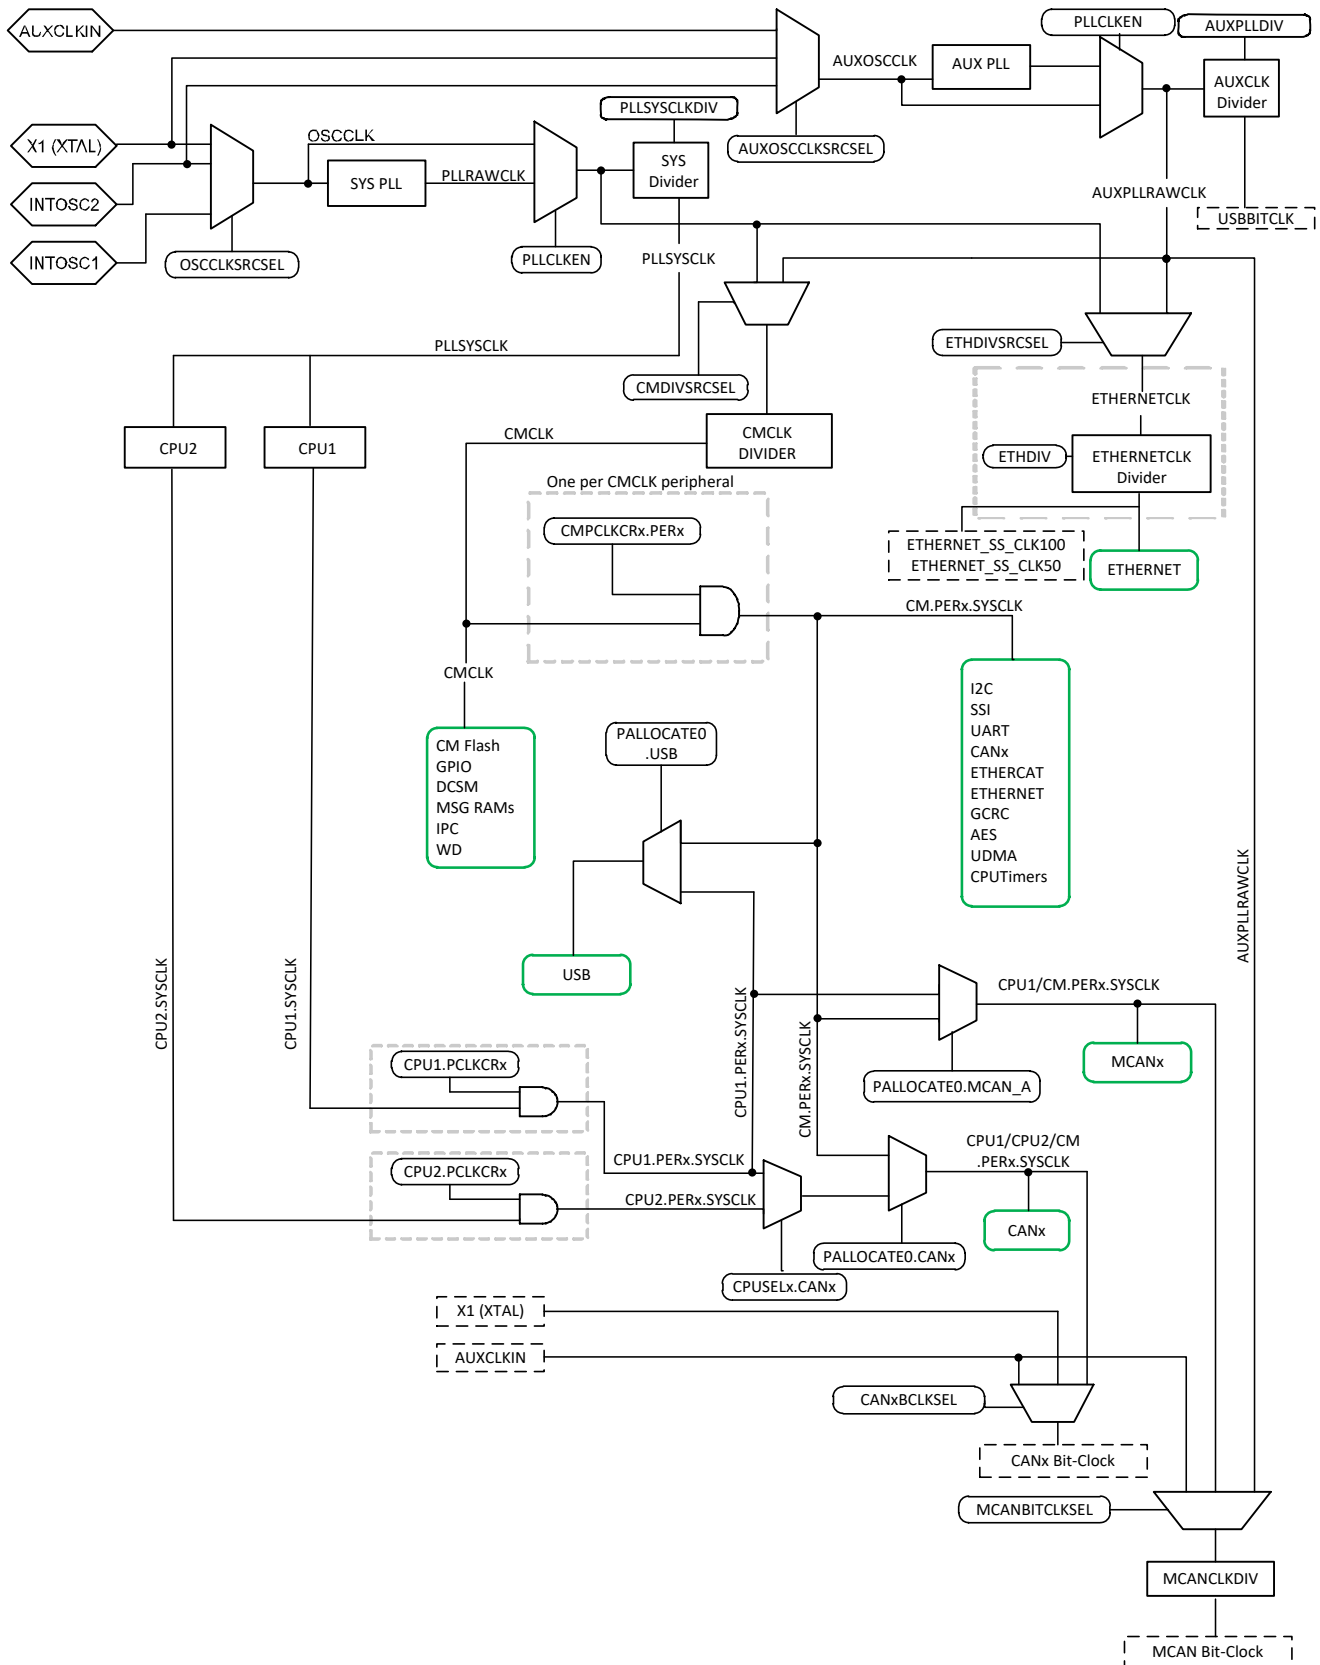 AUXCLKIN
PLLCLKEN
AUXPLLDIV
AUXOSCCLK
AUX PLL
AUXCLK
Divider
PLLSYSCLKDIV
X1 (XTAL)
OSCCLK
AUXOSCCLKSRCSEL
SYS PLL
PLLRAWCLK
SYS
Divider
AUXPLLRAWCLK
INTOSC2
USBBITCLK
INTOSC1
OSCCLKSRCSEL
PLLCLKEN
PLLSYSCLK
PLLSYSCLK
ETHDIVSRCSEL
CMDIVSRCSEL
ETHERNETCLK
CPU2
CPU1
CMCLK
CMCLK
DIVIDER
ETHDIV
ETHERNETCLK
Divider
One per CMCLK peripheral
CMPCLKCRx.PERx
ETHERNET_SS_CLK100
ETHERNET_SS_CLK50
ETHERNET
CM.PERx.SYSCLK
CMCLK
I2C
SSI
UART
CANx
ETHERCAT
ETHERNET
GCRC
AES
UDMA
CPUTimers
PALLOCATE0
.USB
CM Flash
GPIO
DCSM
MSG RAMs
IPC
WD
AUXPLLRAWCLK
USB
CPU2.SYSCLK
CPU1.SYSCLK
CPU1.PERx.SYSCLK
CM.PERx.SYSCLK
CPU1/CM.PERx.SYSCLK
MCANx
CPU1.PCLKCRx
PALLOCATE0.MCAN_A
CPU1/CPU2/CM
.PERx.SYSCLK
CPU1.PERx.SYSCLK
CPU2.PCLKCRx
CPU2.PERx.SYSCLK
CANx
PALLOCATE0.CANx
CPUSELx.CANx
X1 (XTAL)
AUXCLKIN
CANxBCLKSEL
CANx Bit-Clock
MCANBITCLKSEL
MCANCLKDIV
MCAN Bit-Clock